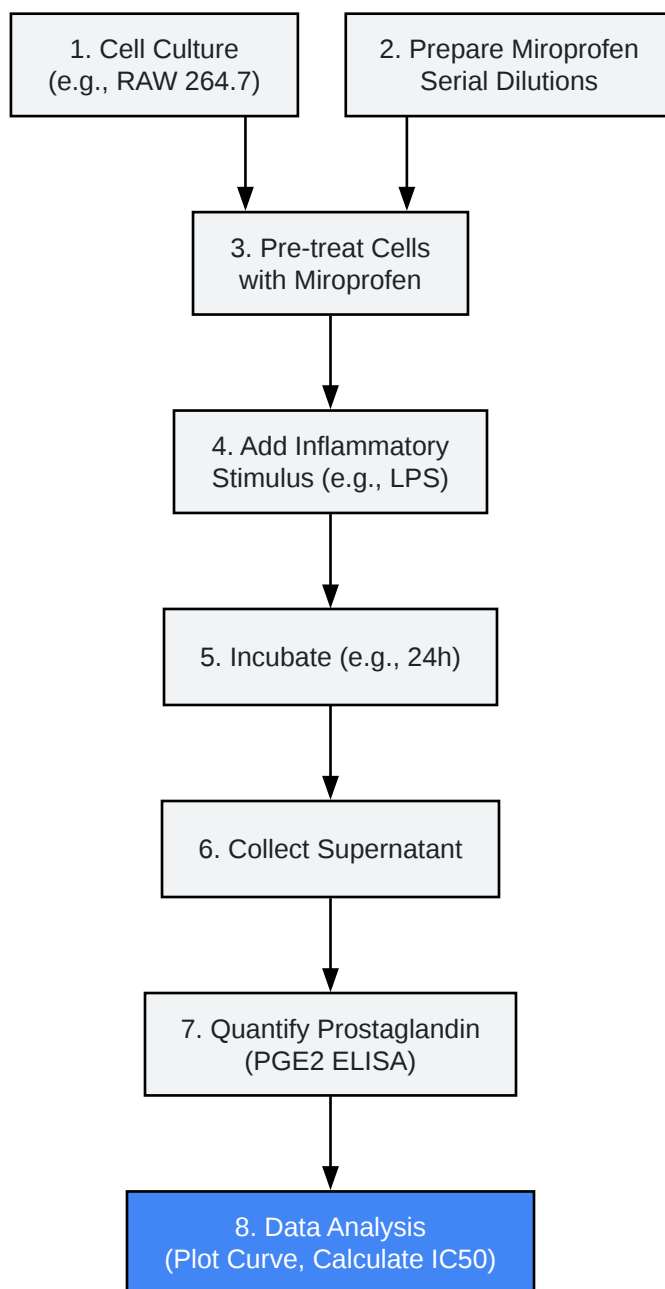 1. Cell Culture
(e.g., RAW 264.7)
2. Prepare Miroprofen
Serial Dilutions
3. Pre-treat Cells
with Miroprofen
4. Add Inflammatory
Stimulus (e.g., LPS)
5. Incubate (e.g., 24h)
6. Collect Supernatant
7. Quantify Prostaglandin
(PGE2 ELISA)
8. Data Analysis
(Plot Curve, Calculate IC50)